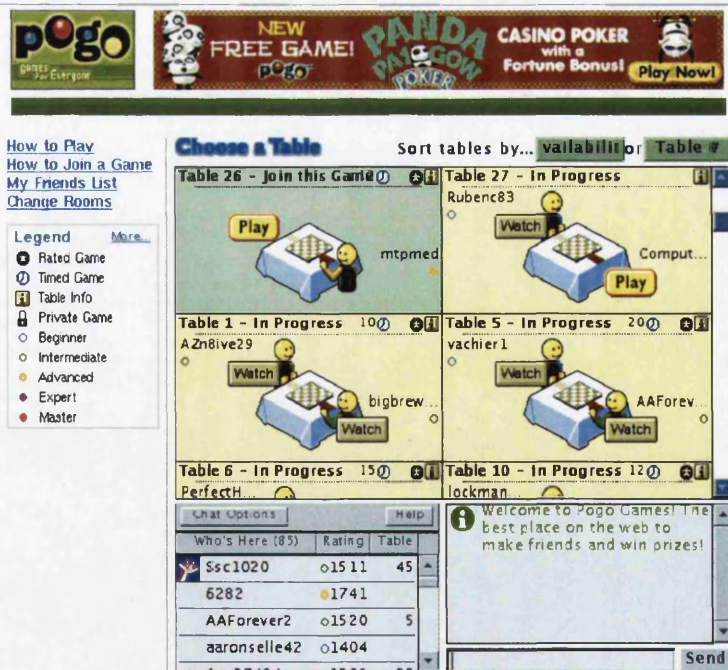 pogo
GAMES For Everyone
NEW
FREE GAME!
pogo
PANDA
PAI GOW
POKER
CASINO POKER
with a
Fortune Bonus!
Play Now!
How to Play
How to Join a Game
My Friends List
Change Rooms
Legend More...
Rated Game
Timed Game
Table Info
Private Game
Beginner
Intermediate
Advanced
Expert
Master
Choose a Table
Sort tables by... vailabilit or Table #
Table 26 - Join this Game
Play
mtpmed
Table 27 - In Progress
Rubenc83
Watch
Comput...
Play
Table 1 - In Progress 10
AZn8ive29
Watch
bigbrew...
Watch
Table 5 - In Progress 20
vachier1
Watch
AAForev...
Watch
Table 6 - In Progress 15
PerfectH...
Table 10 - In Progress 12
lockman...
Chat Options Help
Who's Here (85) Rating Table
Ssc1020 1511 45
6282 1741
AAForever2 1520 5
aaronselle42 1404
Welcome to Pogo Games! The
best place on the web to
make friends and win prizes!
Send